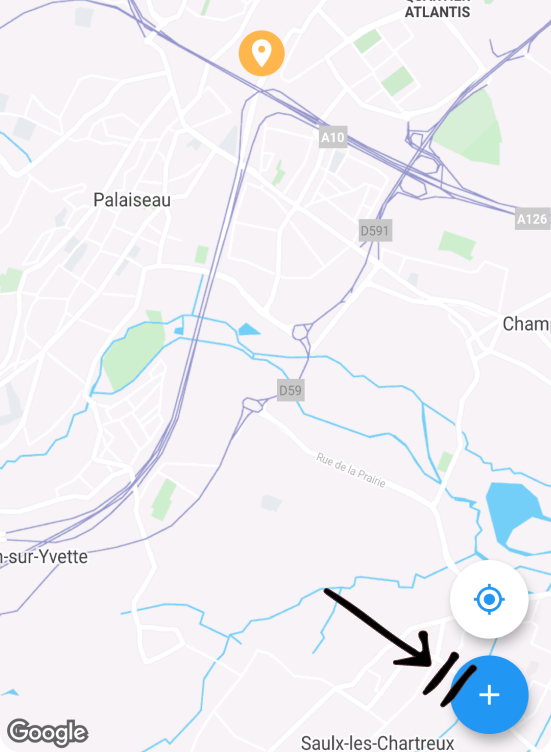 QUARTIER
ATLANTIS
A10
Palaiseau
A126
D591
Champ
D59
Rue de la Prairie
n-sur-Yvette
Saulx-les-Chartreux
Google